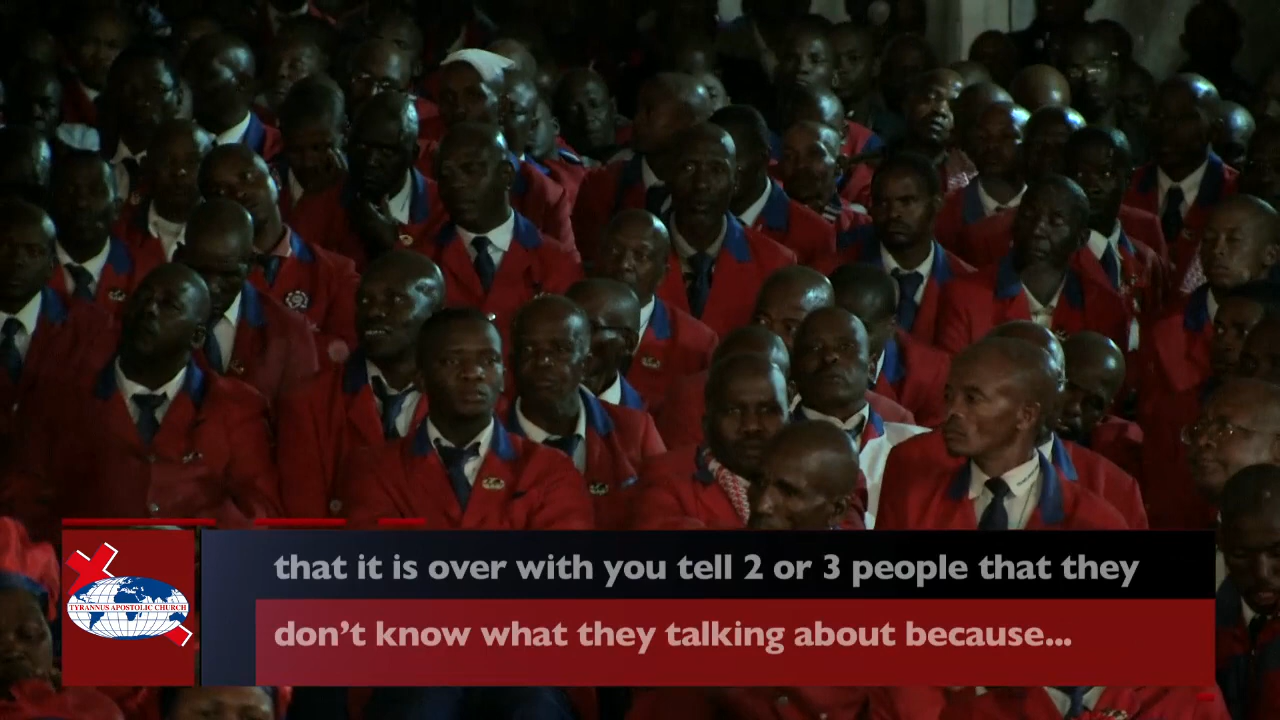 TYRANNUS APOSTOLIC CHURCH
that it is over with you tell 2 or 3 people that they
don't know what they talking about because...